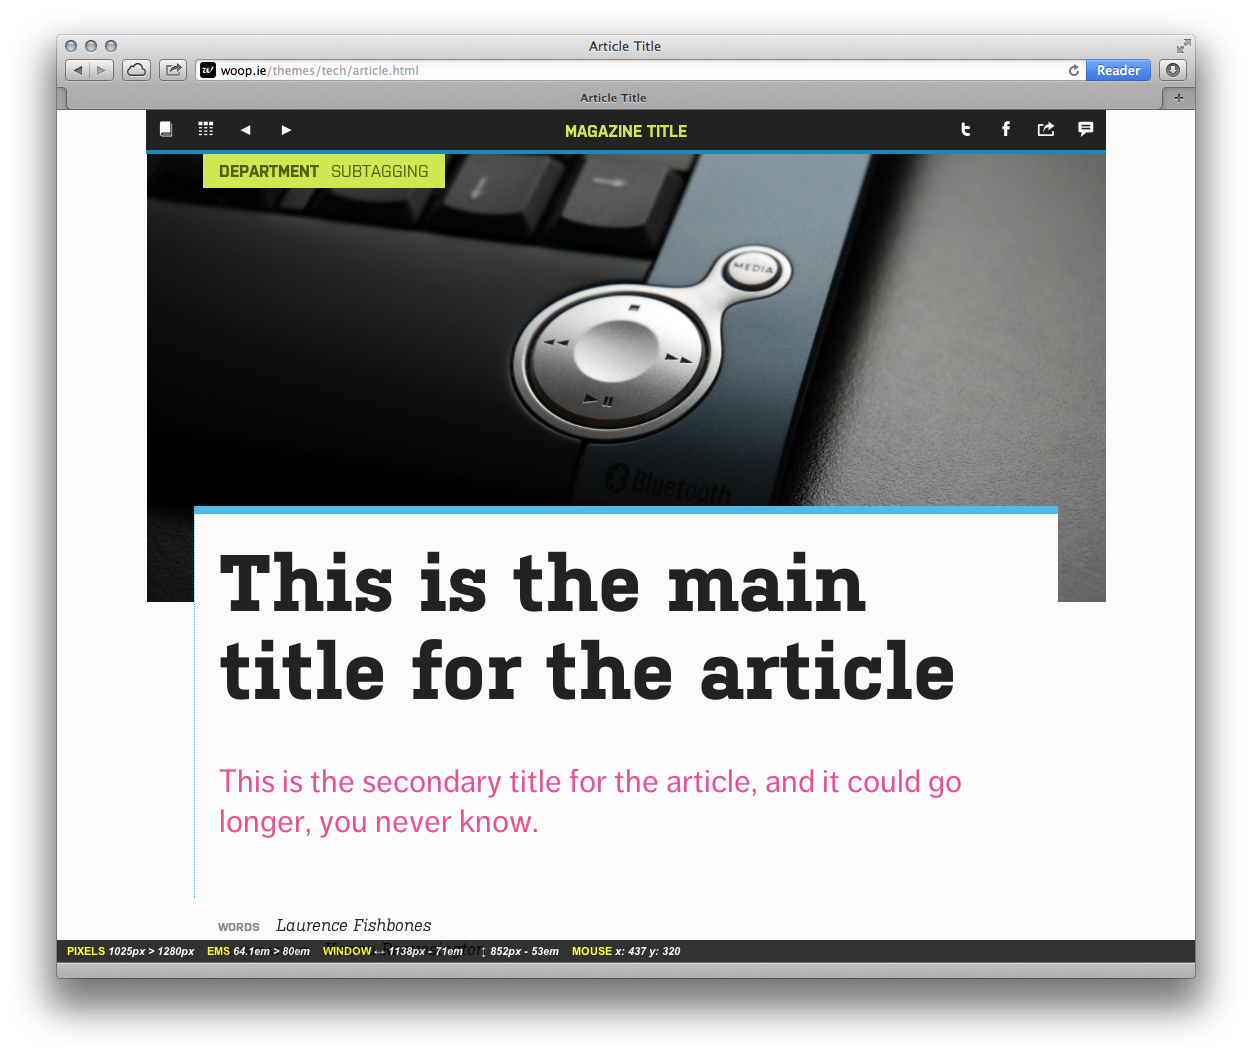 Article Title
woop.ie/themes/tech/article.html
Reader
Article Title
MAGAZINE TITLE
DEPARTMENT SUBTAGGING
MEDIA
Bluetooth
This is the main
title for the article
This is the secondary title for the article, and it could go
longer, you never know.
WORDS Laurence Fishbones
PIXELS 1025px > 1280px EMS 64.1em > 80em WINDOW ↔ 1138px - 71em ↕ 852px - 53em MOUSE x: 437 y: 320